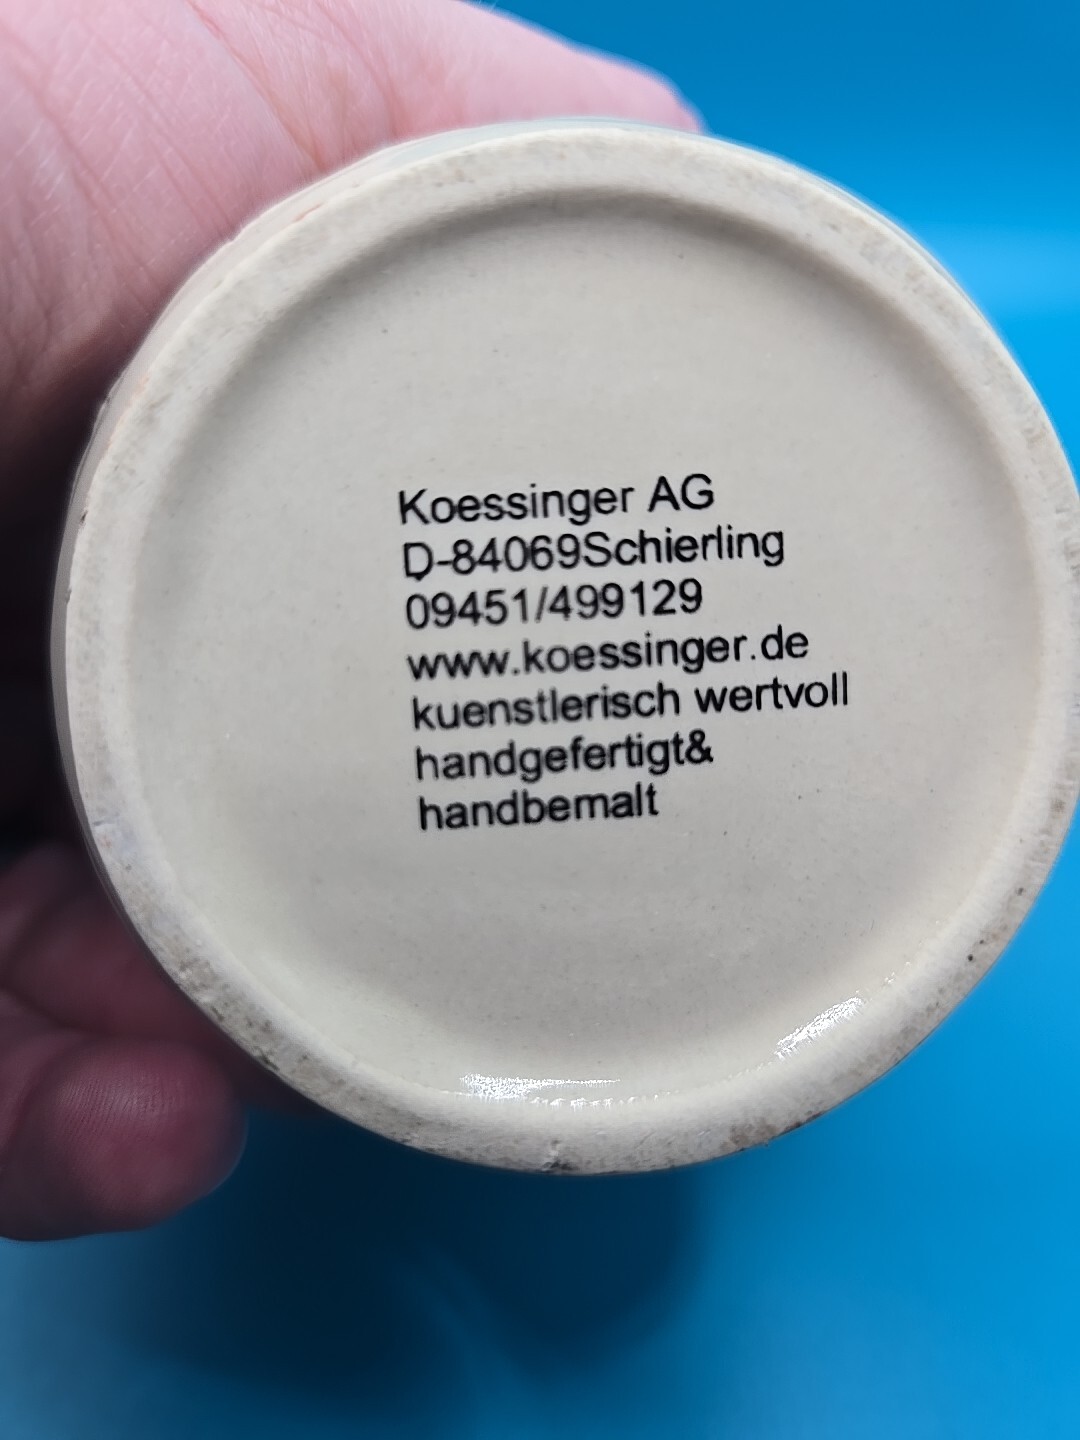 Koessinger AG
D-84069Schierling
09451/499129
www.koessinger.de
kuenstlerisch wertvoll
handgefertigt&
handbemalt